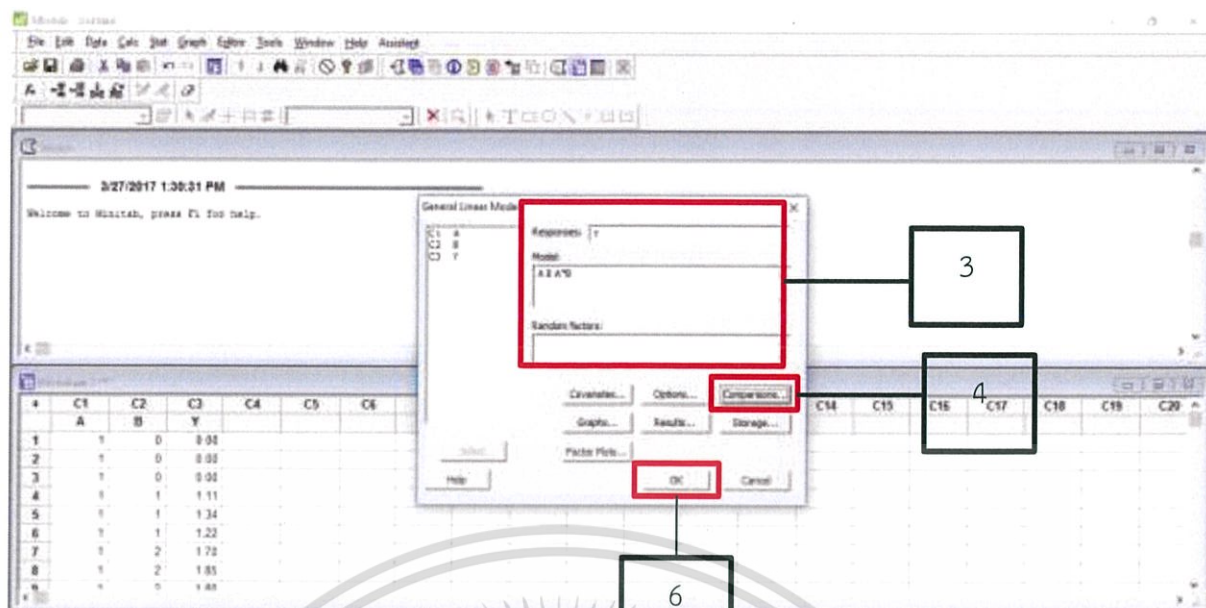 File Edit Data Calc Stat Graph Editor Tools Window Help Assistant
3/27/2017 1:30:31 PM
Welcome to Minitab, press F1 for help.
General Linear Model
C1 A
C2 B
C3 Y
Responses: Y
Model:
A B A*B
Random factors:
Covariates... Options... Comparisons...
Graphs... Results... Storage...
Select Factor Plots...
Help OK Cancel
3
4
6
C1 C2 C3 C4 C5 C6 C14 C15 C16 C17 C18 C19 C20
A B Y
1 1 0 0.00
2 1 0 0.00
3 1 0 0.00
4 1 1 1.11
5 1 1 1.34
6 1 1 1.22
7 1 2 1.78
8 1 2 1.85